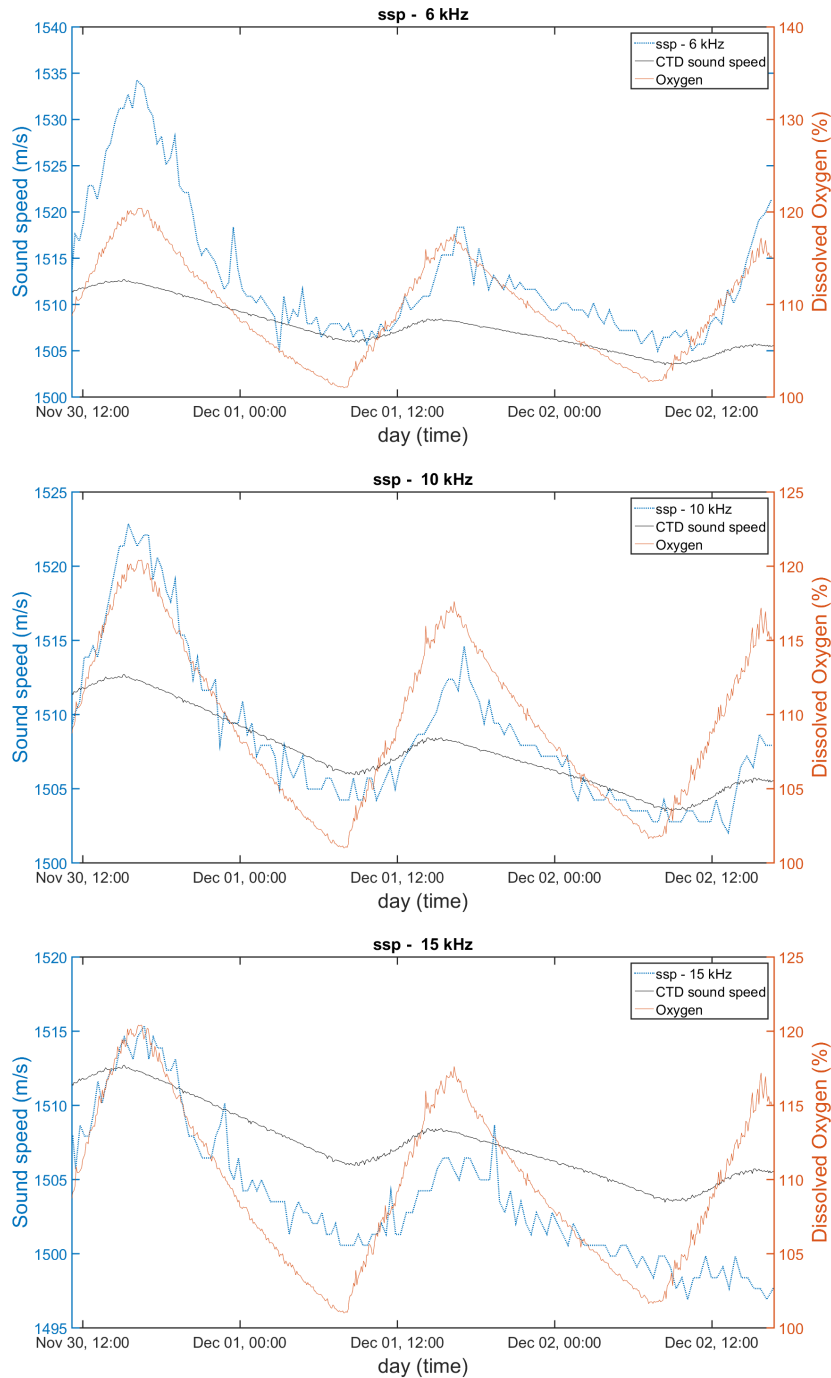 ssp - 6 kHz
Sound speed (m/s)
1540
1535
1530
1525
1520
1515
1510
1505
1500
ssp - 6 kHz
CTD sound speed
Oxygen
140
130
120
110
100
Dissolved Oxygen (%)
Nov 30, 12:00 Dec 01, 00:00 Dec 01, 12:00 Dec 02, 00:00 Dec 02, 12:00
day (time)
ssp - 10 kHz
Sound speed (m/s)
1525
1520
1515
1510
1505
1500
ssp - 10 kHz
CTD sound speed
Oxygen
125
120
115
110
105
100
Dissolved Oxygen (%)
Nov 30, 12:00 Dec 01, 00:00 Dec 01, 12:00 Dec 02, 00:00 Dec 02, 12:00
day (time)
ssp - 15 kHz
Sound speed (m/s)
1520
1515
1510
1505
1500
1495
ssp - 15 kHz
CTD sound speed
Oxygen
125
120
115
110
105
100
Dissolved Oxygen (%)
Nov 30, 12:00 Dec 01, 00:00 Dec 01, 12:00 Dec 02, 00:00 Dec 02, 12:00
day (time)